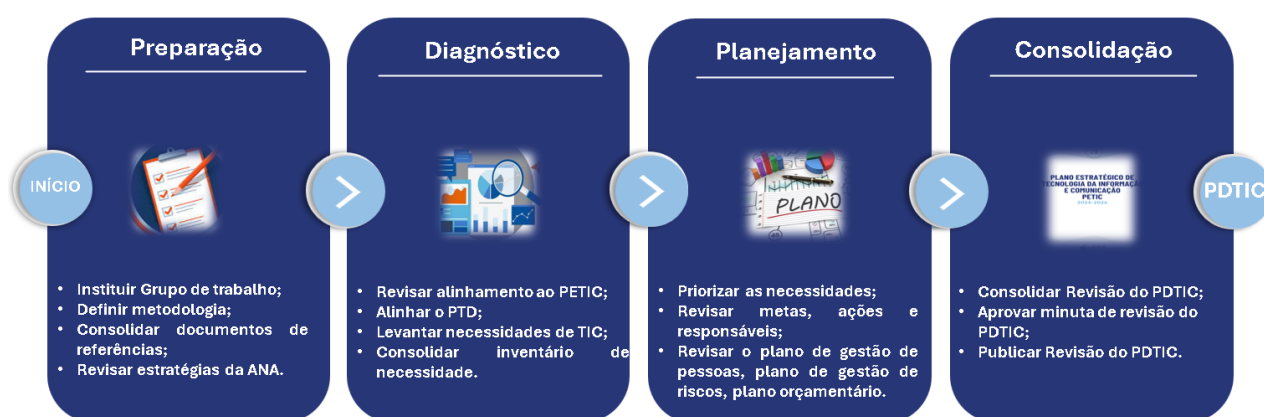 Preparação
INÍCIO
• Instituir Grupo de trabalho;
• Definir metodologia;
• Consolidar documentos de
referências;
• Revisar estratégias da ANA.
Diagnóstico
• Revisar alinhamento ao PETIC;
• Alinhar o PTD;
• Levantar necessidades de TIC;
• Consolidar inventário de
necessidade.
Planejamento
PLANO
• Priorizar as necessidades;
• Revisar metas, ações e
responsáveis;
• Revisar o plano de gestão de
pessoas, plano de gestão de
riscos, plano orçamentário.
Consolidação
PLANO ESTRATÉGICO DE
TECNOLOGIA DA INFORMAÇÃ
E COMUNICAÇÃO
PETIC
PDTIC
• Consolidar Revisão do PDTIC;
• Aprovar minuta de revisão do
PDTIC;
• Publicar Revisão do PDTIC.